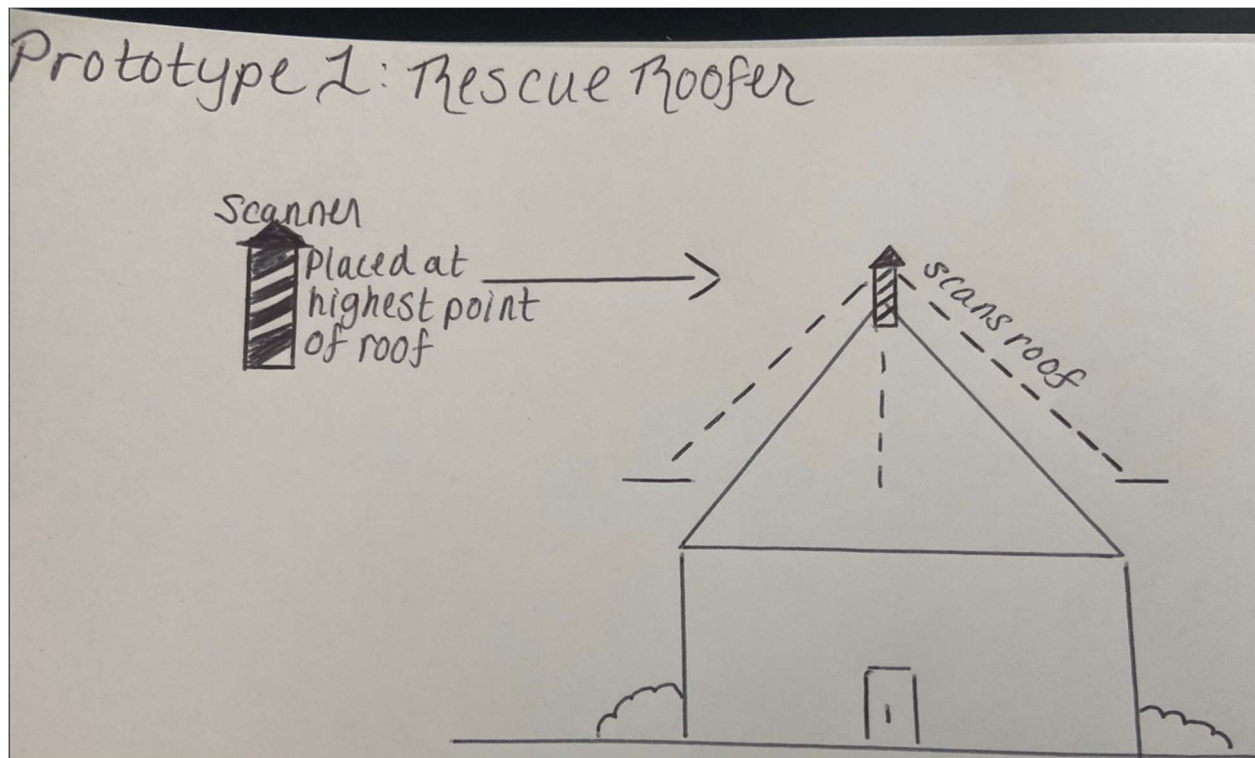 Prototype 1: Rescue Roofer
Scanner
Placed at
highest point
of roof
scans roof